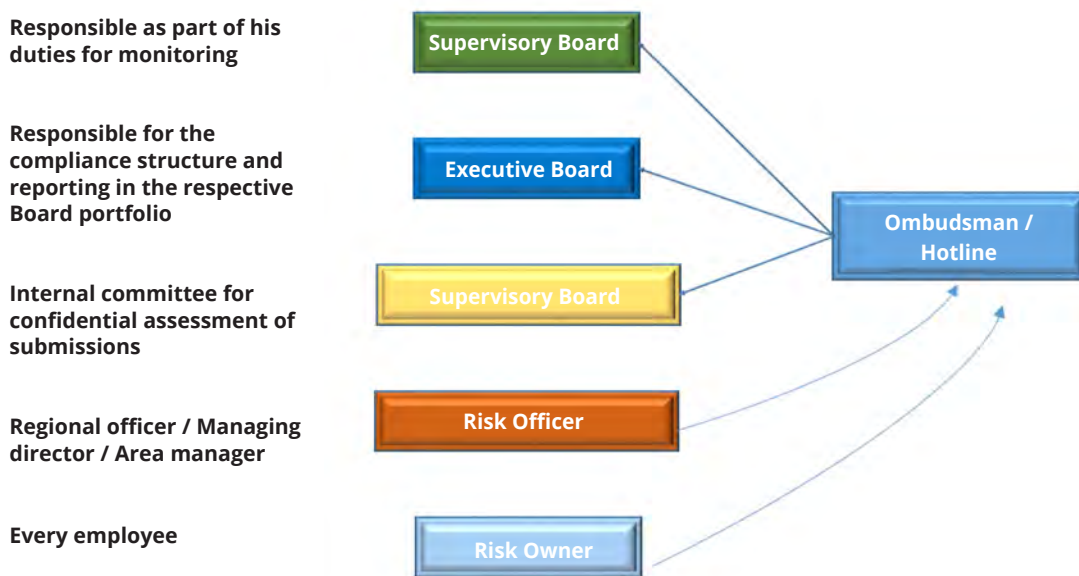 Responsible as part of his
duties for monitoring
Supervisory Board
Responsible for the
compliance structure and
reporting in the respective
Board portfolio
Executive Board
Ombudsman /
Hotline
Internal committee for
confidential assessment of
submissions
Supervisory Board
Regional officer / Managing
director / Area manager
Risk Officer
Every employee
Risk Owner